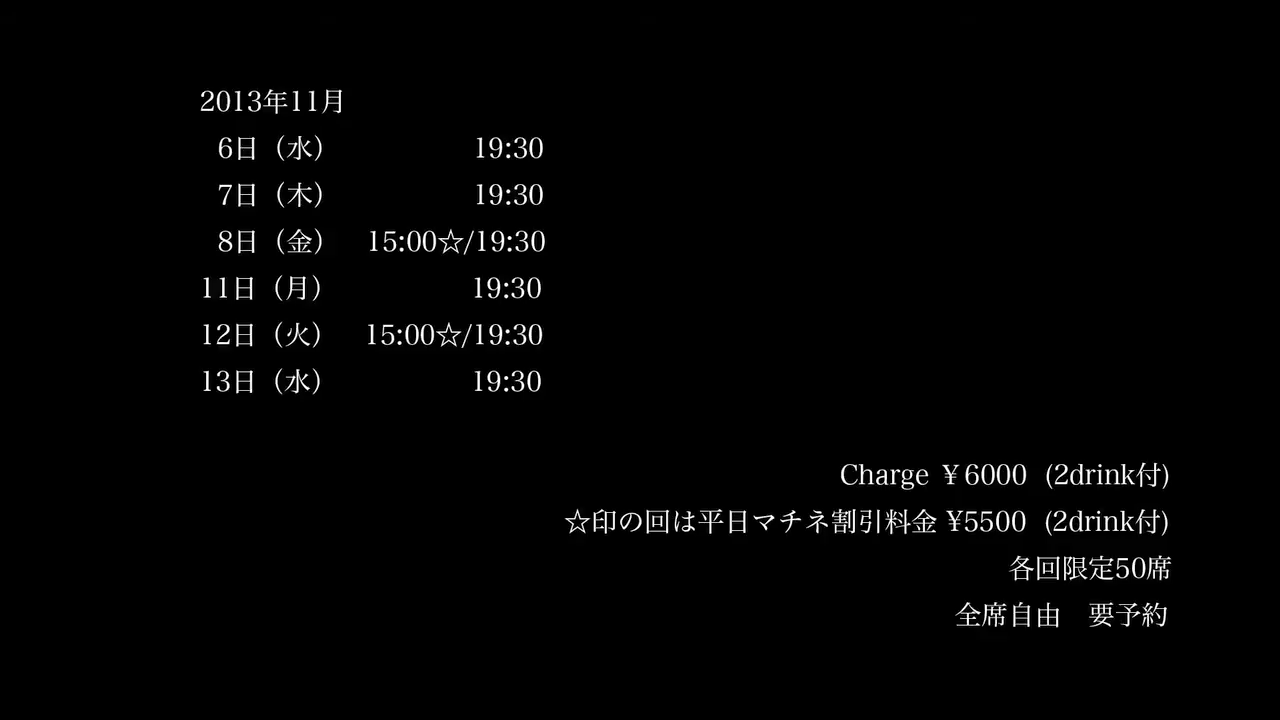 2013年11月
6日（水） 19:30
7日（木） 19:30
8日（金） 15:00☆/19:30
11日（月） 19:30
12日（火） 15:00☆/19:30
13日（水） 19:30
Charge ￥6000 (2drink付)
☆印の回は平日マチネ割引料金 ¥5500 (2drink付)
各回限定50席
全席自由　要予約